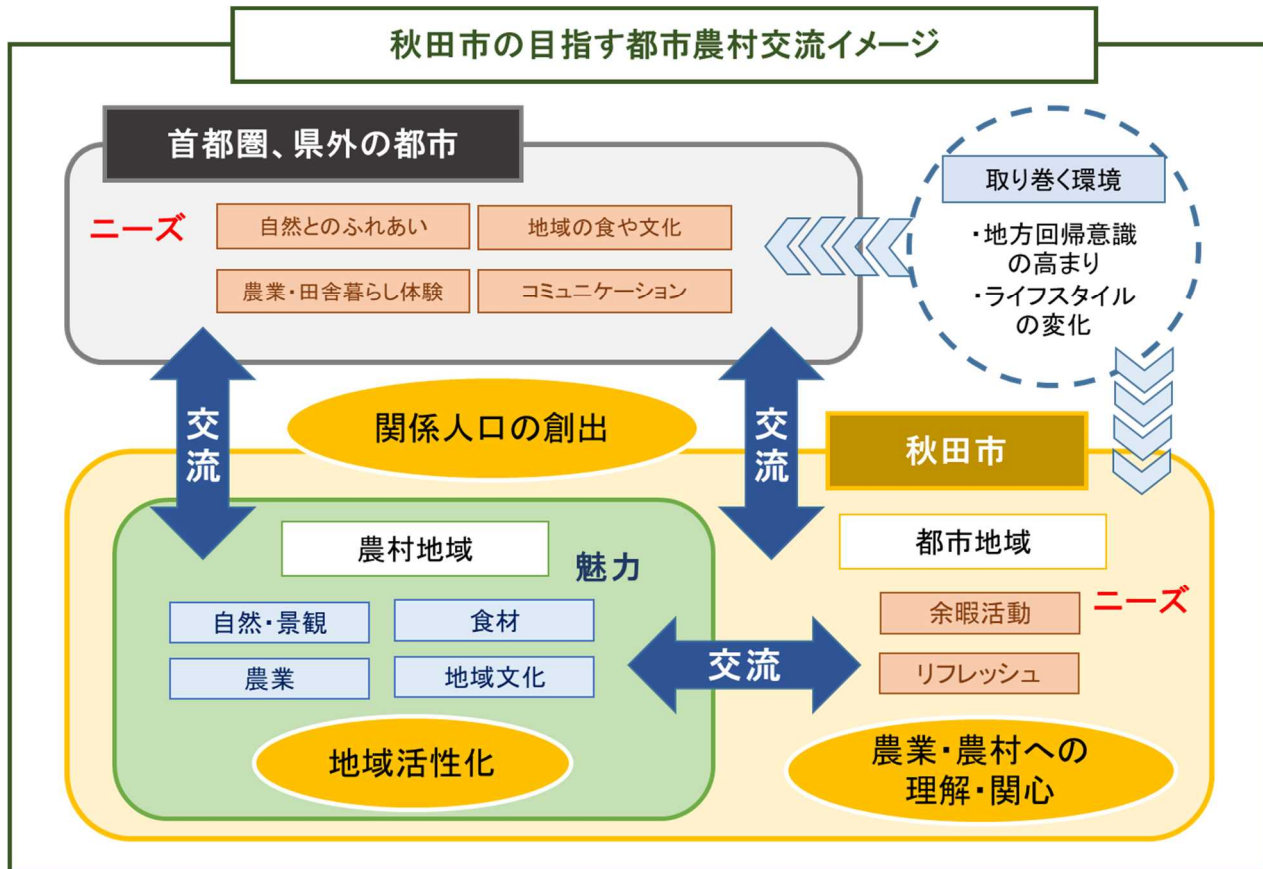 秋田市の目指す都市農村交流イメージ
首都圏、県外の都市
ニーズ
自然とのふれあい
地域の食や文化
農業・田舎暮らし体験
コミュニケーション
取り巻く環境
・地方回帰意識
の高まり
・ライフスタイル
の変化
交流
関係人口の創出
交流
秋田市
農村地域
魅力
自然・景観
食材
農業
地域文化
地域活性化
交流
都市地域
ニーズ
余暇活動
リフレッシュ
農業・農村への
理解・関心